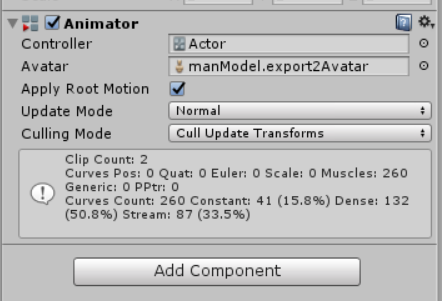 Animator
Controller Actor
Avatar manModel.export2Avatar
Apply Root Motion
Update Mode Normal
Culling Mode Cull Update Transforms
Clip Count: 2
Curves Pos: 0 Quat: 0 Euler: 0 Scale: 0 Muscles: 260
Generic: 0 PPtr: 0
Curves Count: 260 Constant: 41 (15.8%) Dense: 132
(50.8%) Stream: 87 (33.5%)
Add Component